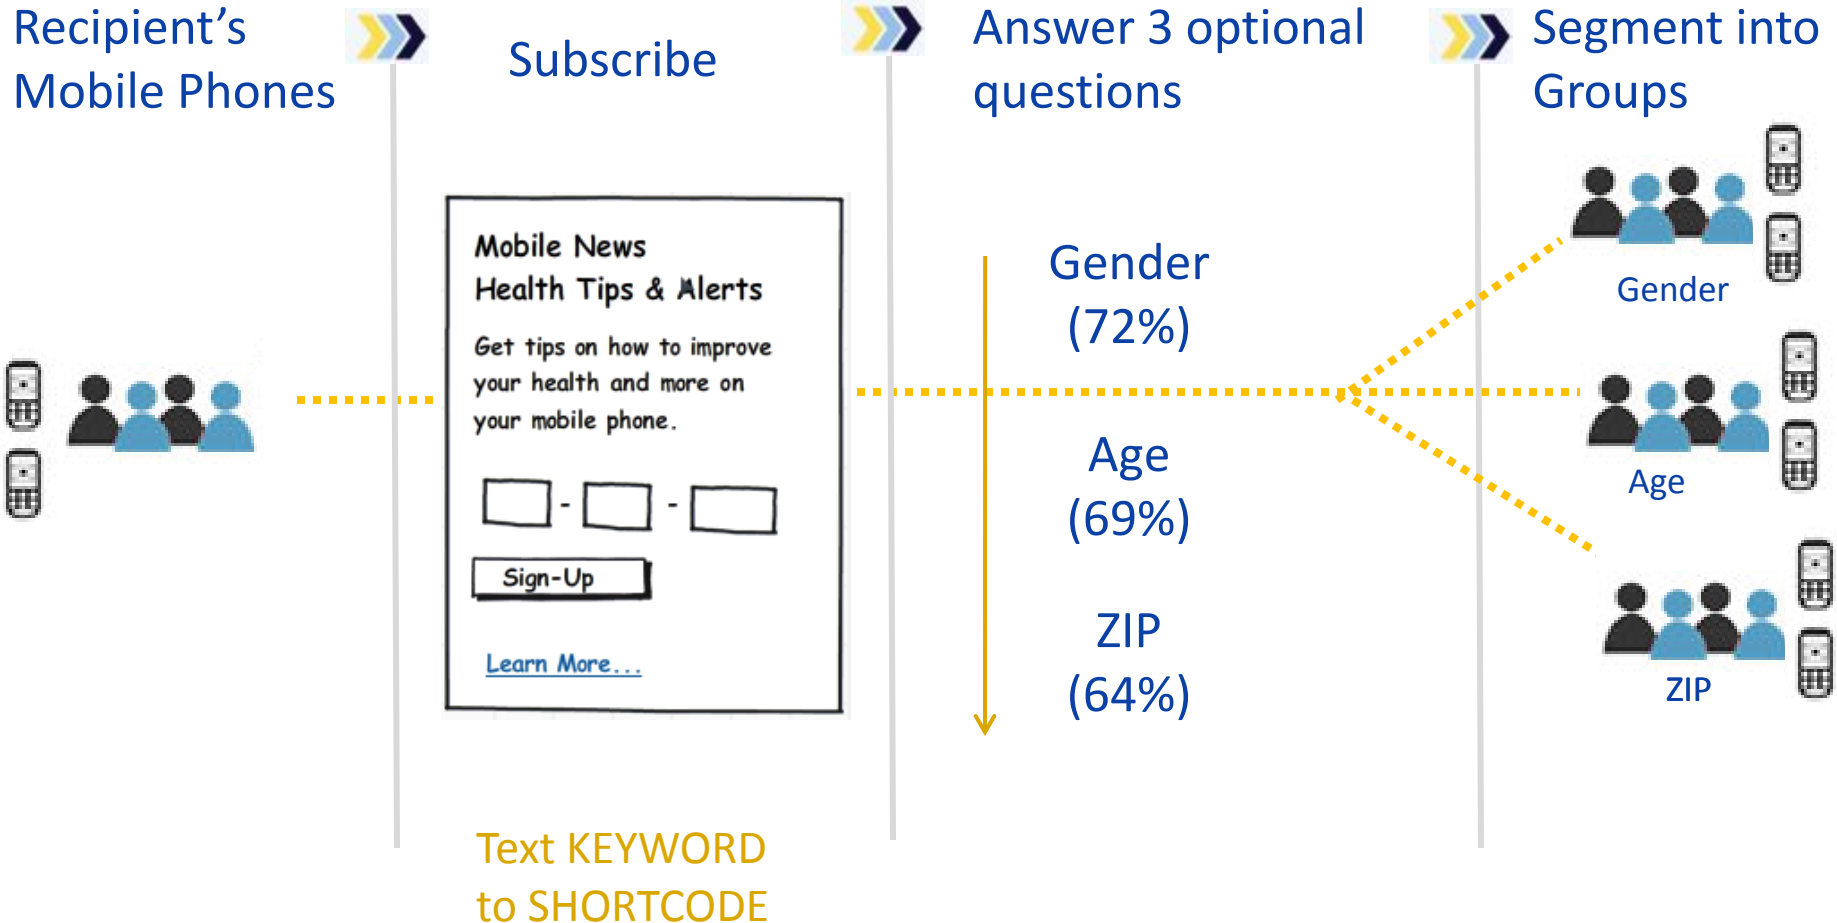 Recipient's
Mobile Phones
Subscribe
Mobile News
Health Tips & Alerts
Get tips on how to improve
your health and more on
your mobile phone.
- -
Sign-Up
Learn More...
Text KEYWORD
to SHORTCODE
Answer 3 optional
questions
Gender
(72%)
Age
(69%)
ZIP
(64%)
Segment into
Groups
Gender
Age
ZIP